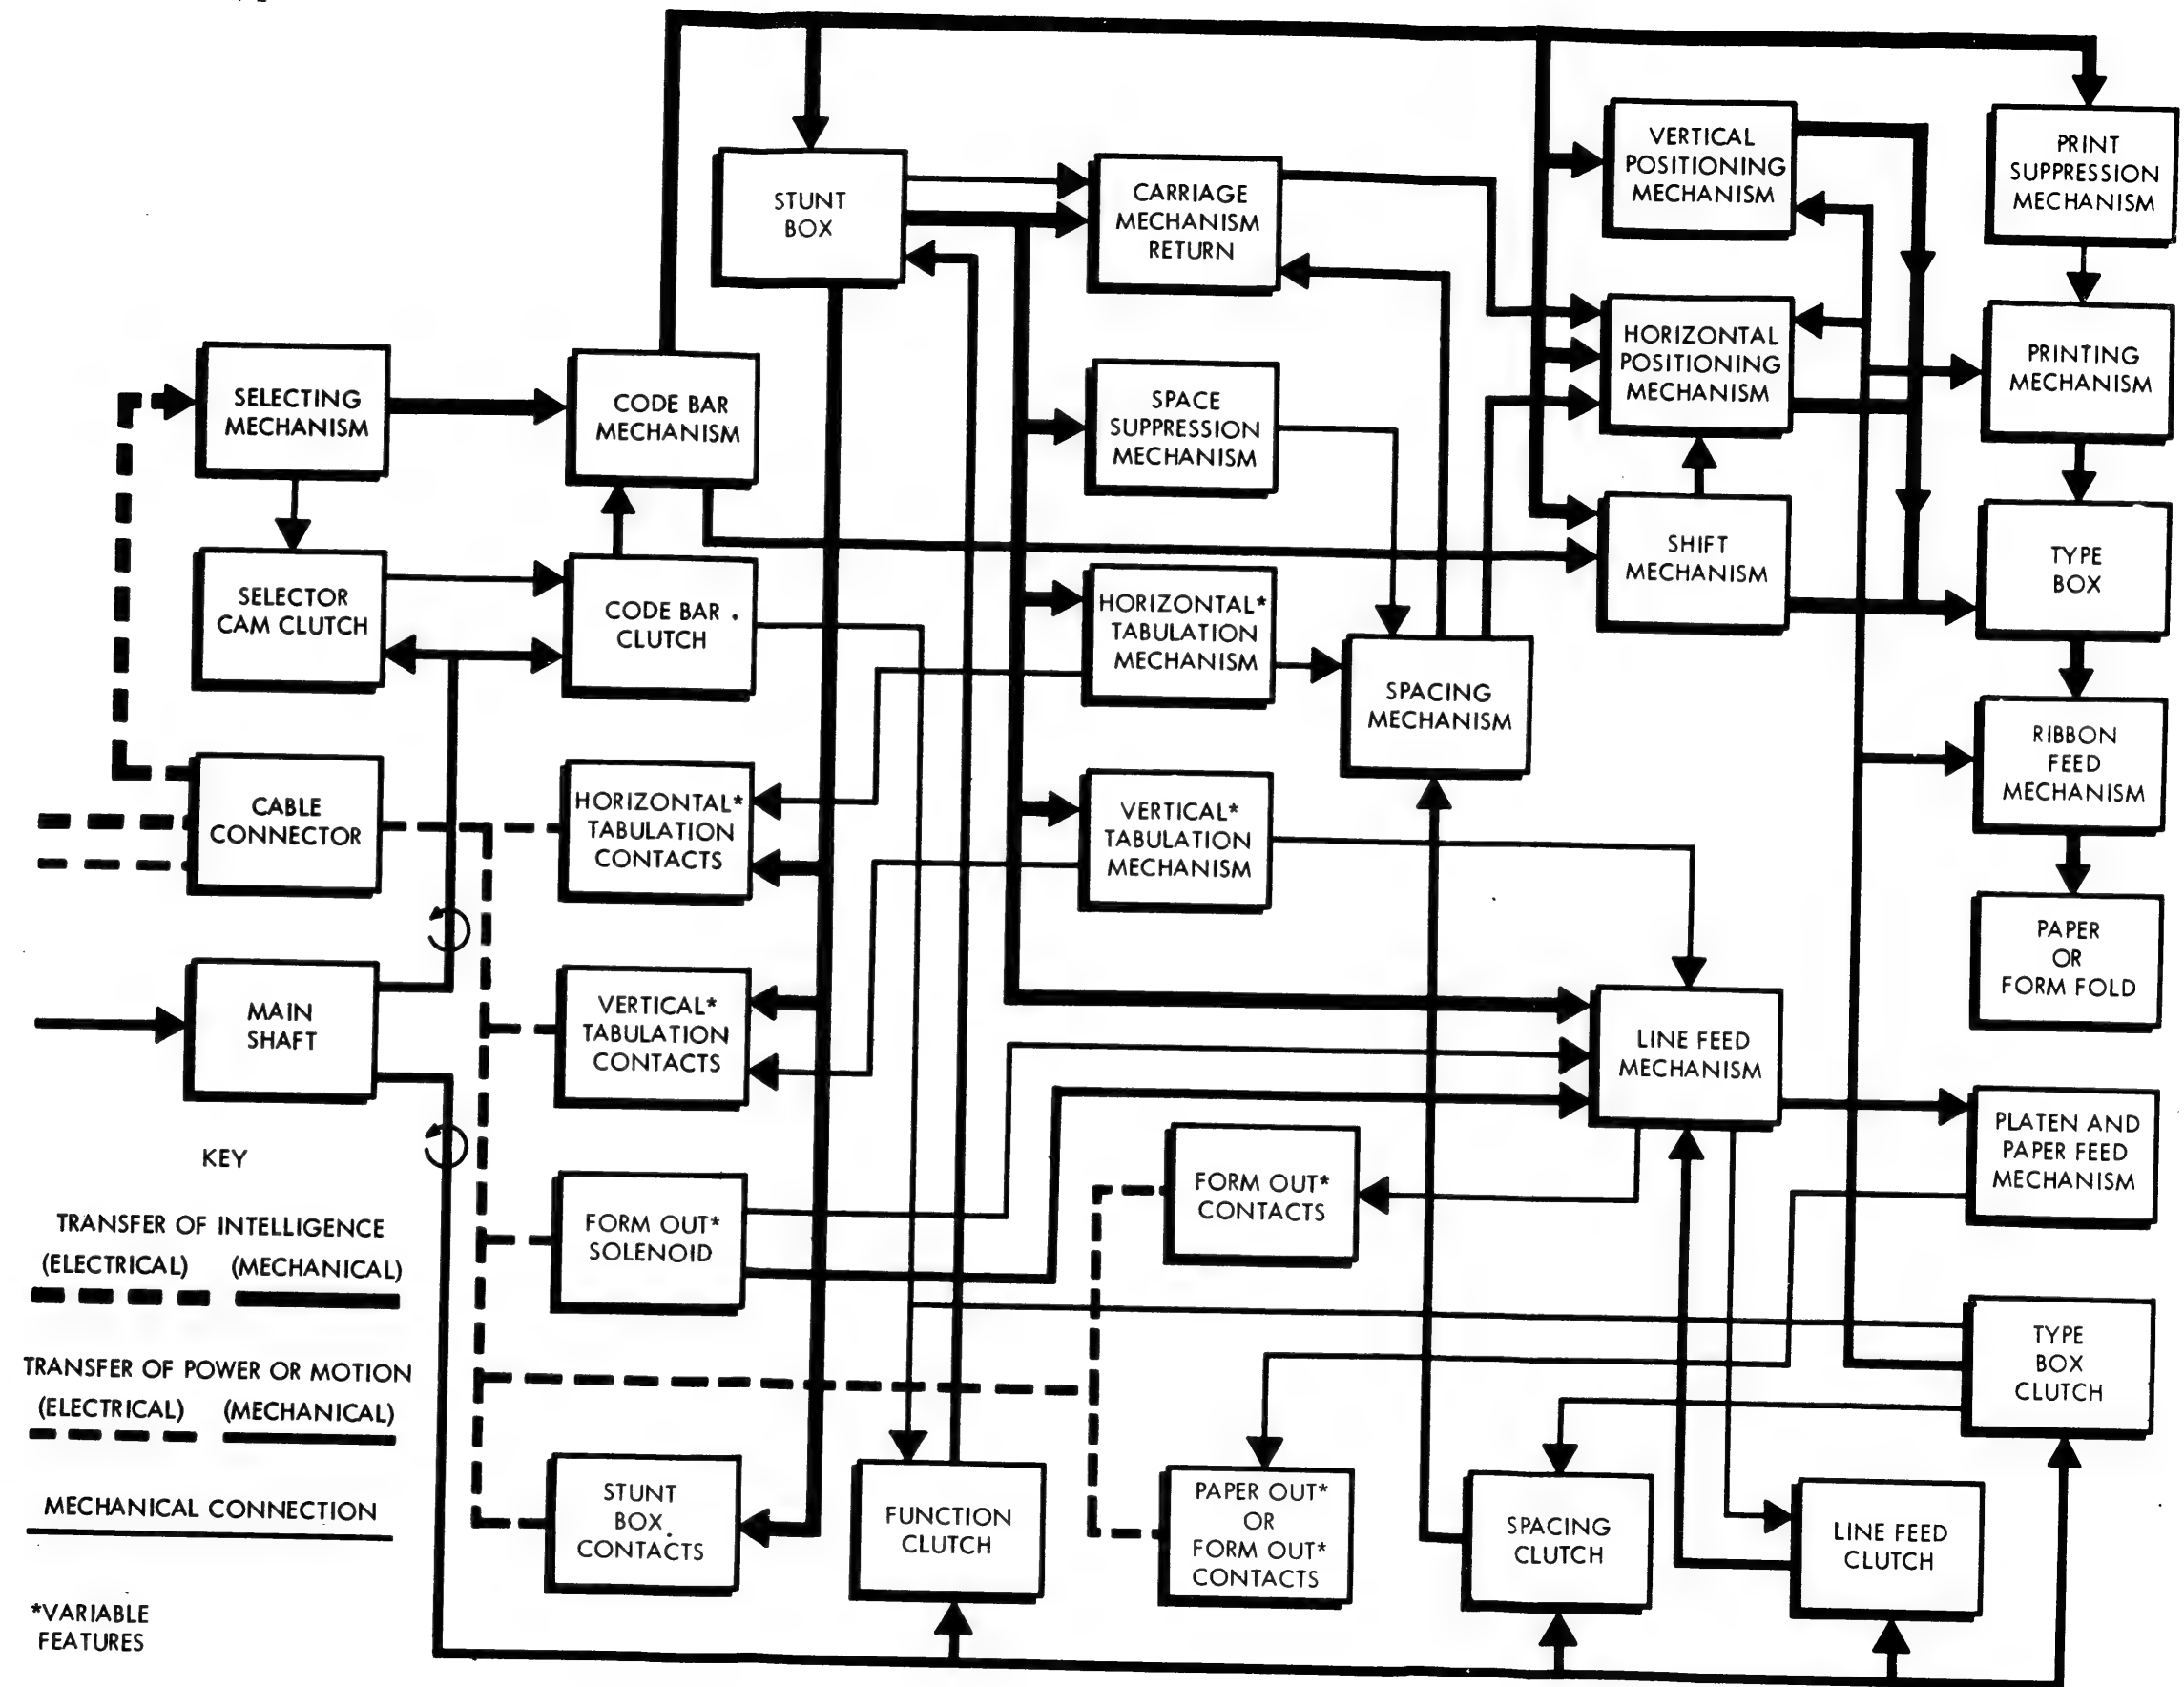 STUNT
BOX
CARRIAGE
MECHANISM
RETURN
VERTICAL
POSITIONING
MECHANISM
PRINT
SUPPRESSION
MECHANISM
SELECTING
MECHANISM
CODE BAR
MECHANISM
SPACE
SUPPRESSION
MECHANISM
HORIZONTAL
POSITIONING
MECHANISM
PRINTING
MECHANISM
SELECTOR
CAM CLUTCH
CODE BAR
CLUTCH
HORIZONTAL*
TABULATION
MECHANISM
SPACING
MECHANISM
SHIFT
MECHANISM
TYPE
BOX
CABLE
CONNECTOR
HORIZONTAL*
TABULATION
CONTACTS
VERTICAL*
TABULATION
MECHANISM
RIBBON
FEED
MECHANISM
MAIN
SHAFT
VERTICAL*
TABULATION
CONTACTS
LINE FEED
MECHANISM
PAPER
OR
FORM FOLD
FORM OUT*
SOLENOID
FORM OUT*
CONTACTS
PLATEN AND
PAPER FEED
MECHANISM
STUNT
BOX
CONTACTS
FUNCTION
CLUTCH
PAPER OUT*
OR
FORM OUT*
CONTACTS
SPACING
CLUTCH
LINE FEED
CLUTCH
TYPE
BOX
CLUTCH
KEY
TRANSFER OF INTELLIGENCE
(ELECTRICAL) (MECHANICAL)
TRANSFER OF POWER OR MOTION
(ELECTRICAL) (MECHANICAL)
MECHANICAL CONNECTION
*VARIABLE
FEATURES